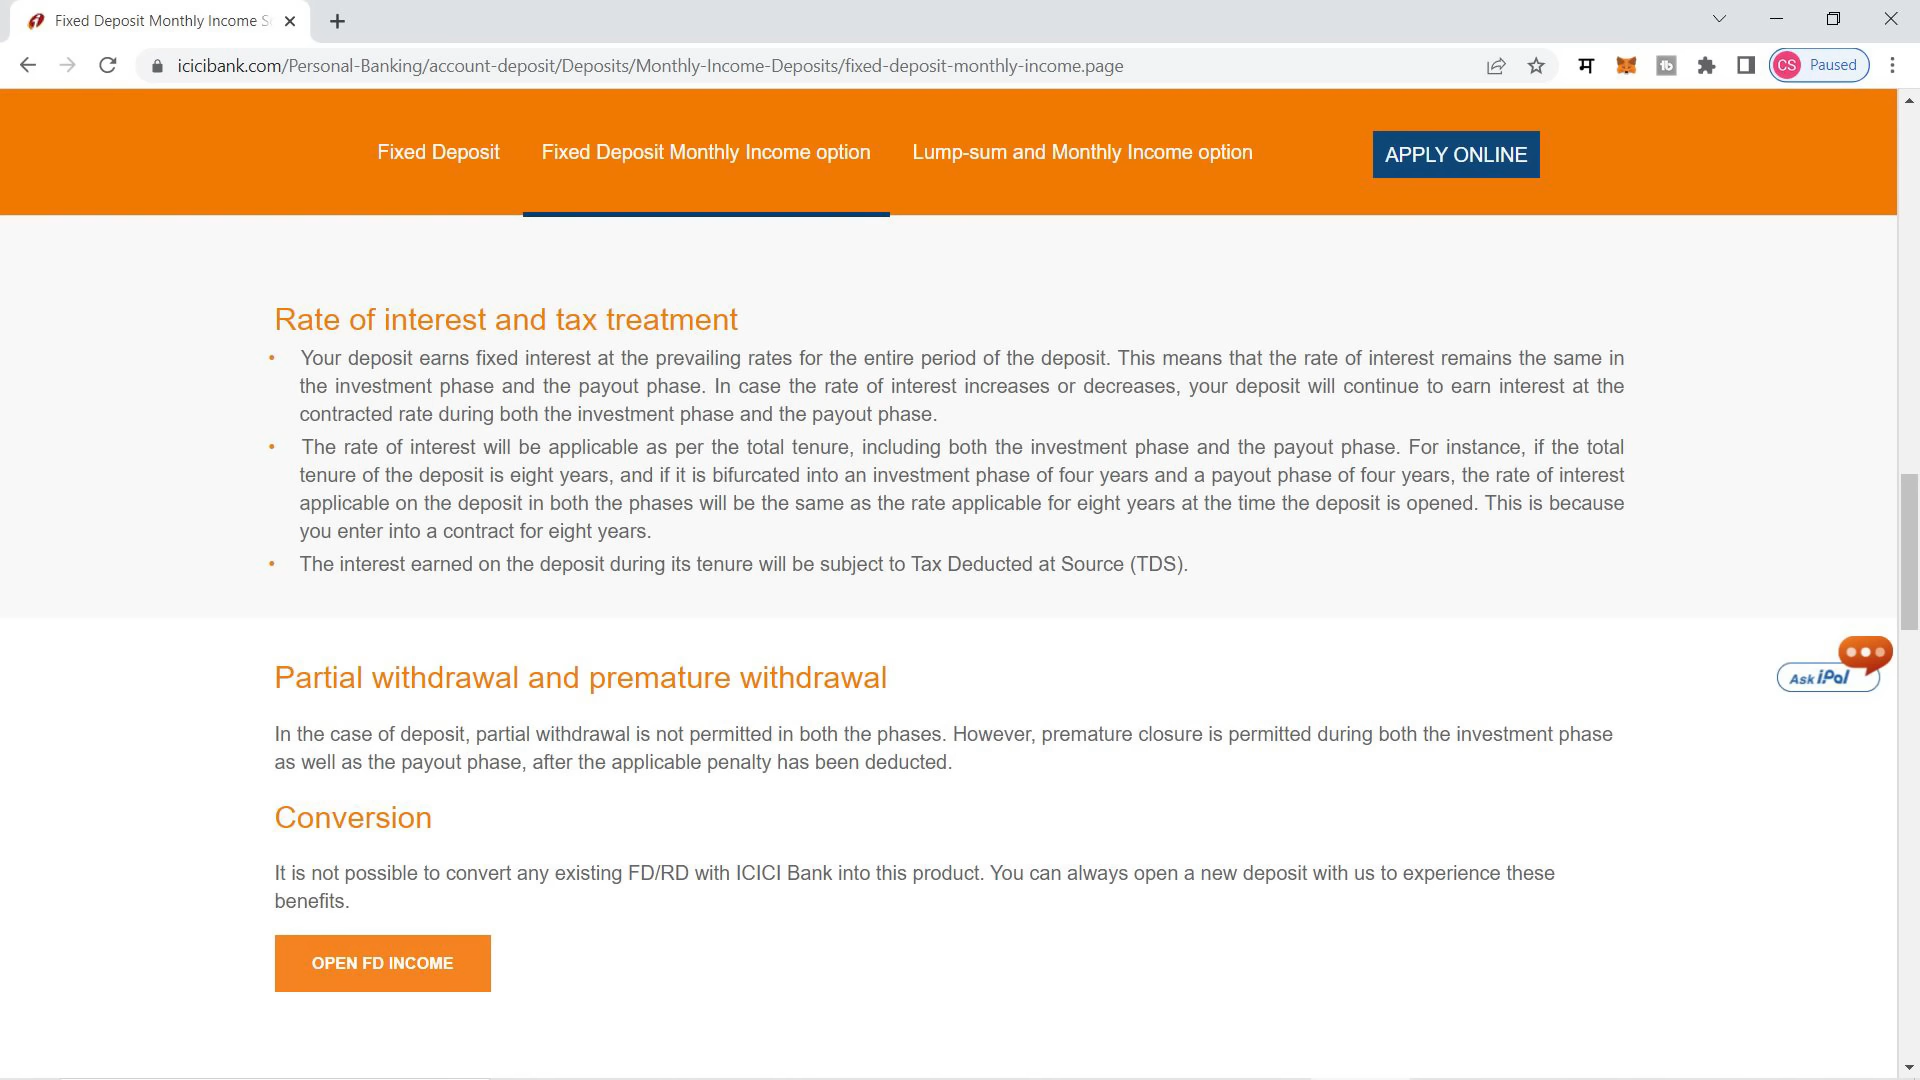 Fixed Deposit Monthly Income S
icicibank.com/Personal-Banking/account-deposit/Deposits/Monthly-Income-Deposits/fixed-deposit-monthly-income.page
म
CS Paused
Fixed Deposit
Fixed Deposit Monthly Income option
Lump-sum and Monthly Income option
APPLY ONLINE
Rate of interest and tax treatment
• Your deposit earns fixed interest at the prevailing rates for the entire period of the deposit. This means that the rate of interest remains the same in
the investment phase and the payout phase. In case the rate of interest increases or decreases, your deposit will continue to earn interest at the
contracted rate during both the investment phase and the payout phase.
• The rate of interest will be applicable as per the total tenure, including both the investment phase and the payout phase. For instance, if the total
tenure of the deposit is eight years, and if it is bifurcated into an investment phase of four years and a payout phase of four years, the rate of interest
applicable on the deposit in both the phases will be the same as the rate applicable for eight years at the time the deposit is opened. This is because
you enter into a contract for eight years.
• The interest earned on the deposit during its tenure will be subject to Tax Deducted at Source (TDS).
Ask iPal
Partial withdrawal and premature withdrawal
In the case of deposit, partial withdrawal is not permitted in both the phases. However, premature closure is permitted during both the investment phase
as well as the payout phase, after the applicable penalty has been deducted.
Conversion
It is not possible to convert any existing FD/RD with ICICI Bank into this product. You can always open a new deposit with us to experience these
benefits.
OPEN FD INCOME